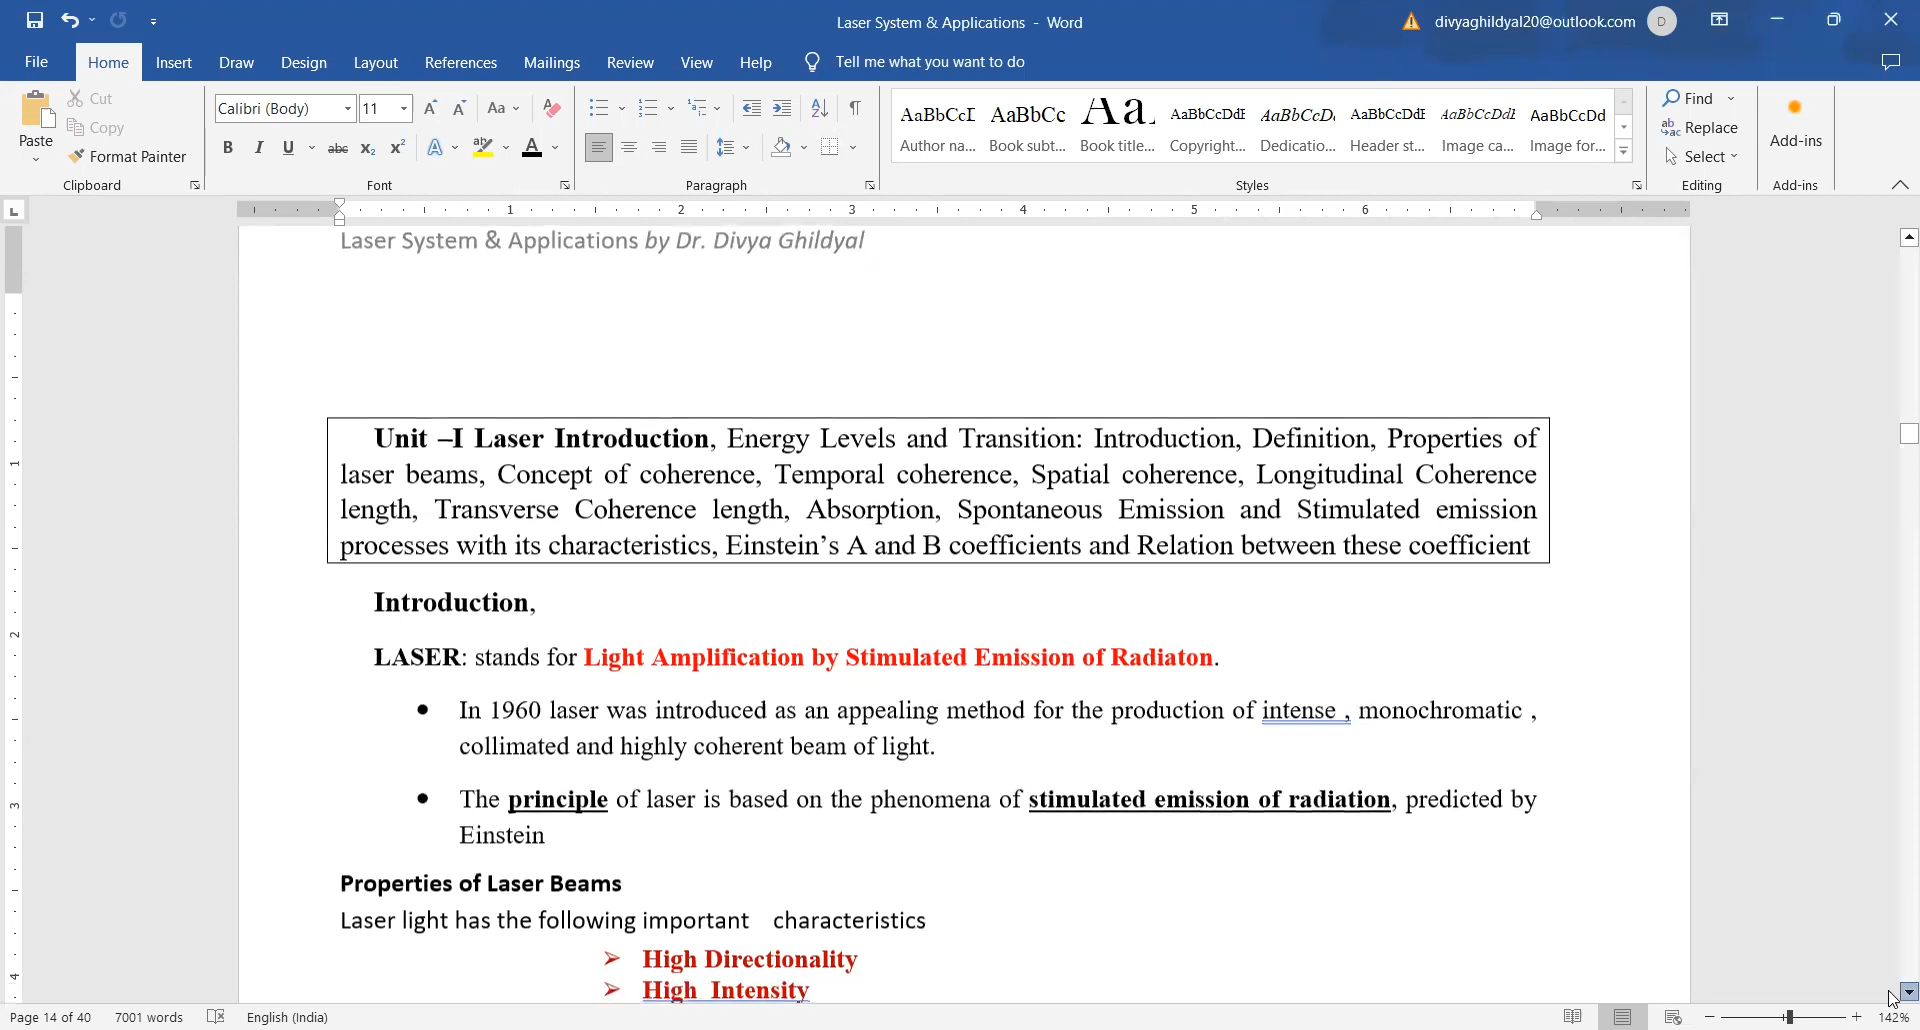 Laser System & Applications - Word
divyaghildyal20@outlook.com
D
File Home Insert Draw Design Layout References Mailings Review View Help Tell me what you want to do
Paste
Cut
Copy
Format Painter
Clipboard
Calibri (Body) 11
Font
Paragraph
AaBbCcI AaBbCc Aa. AaBbCcDdE AaBbCcD AaBbCcDdE AaBbCcDdI AaBbCcDd
Author na... Book subt... Book title... Copyright... Dedicatio... Header st... Image ca... Image for...
Styles
Find
Replace
Select
Editing
Add-ins
Add-ins
1 2 3 4 5 6
Laser System & Applications by Dr. Divya Ghildyal
Unit –I Laser Introduction, Energy Levels and Transition: Introduction, Definition, Properties of
laser beams, Concept of coherence, Temporal coherence, Spatial coherence, Longitudinal Coherence
length, Transverse Coherence length, Absorption, Spontaneous Emission and Stimulated emission
processes with its characteristics, Einstein’s A and B coefficients and Relation between these coefficient
Introduction,
LASER: stands for Light Amplification by Stimulated Emission of Radiaton.
• In 1960 laser was introduced as an appealing method for the production of intense , monochromatic ,
collimated and highly coherent beam of light.
• The principle of laser is based on the phenomena of stimulated emission of radiation, predicted by
Einstein
Properties of Laser Beams
Laser light has the following important characteristics
➢ High Directionality
➢ High Intensity
Page 14 of 40 7001 words English (India) 142%